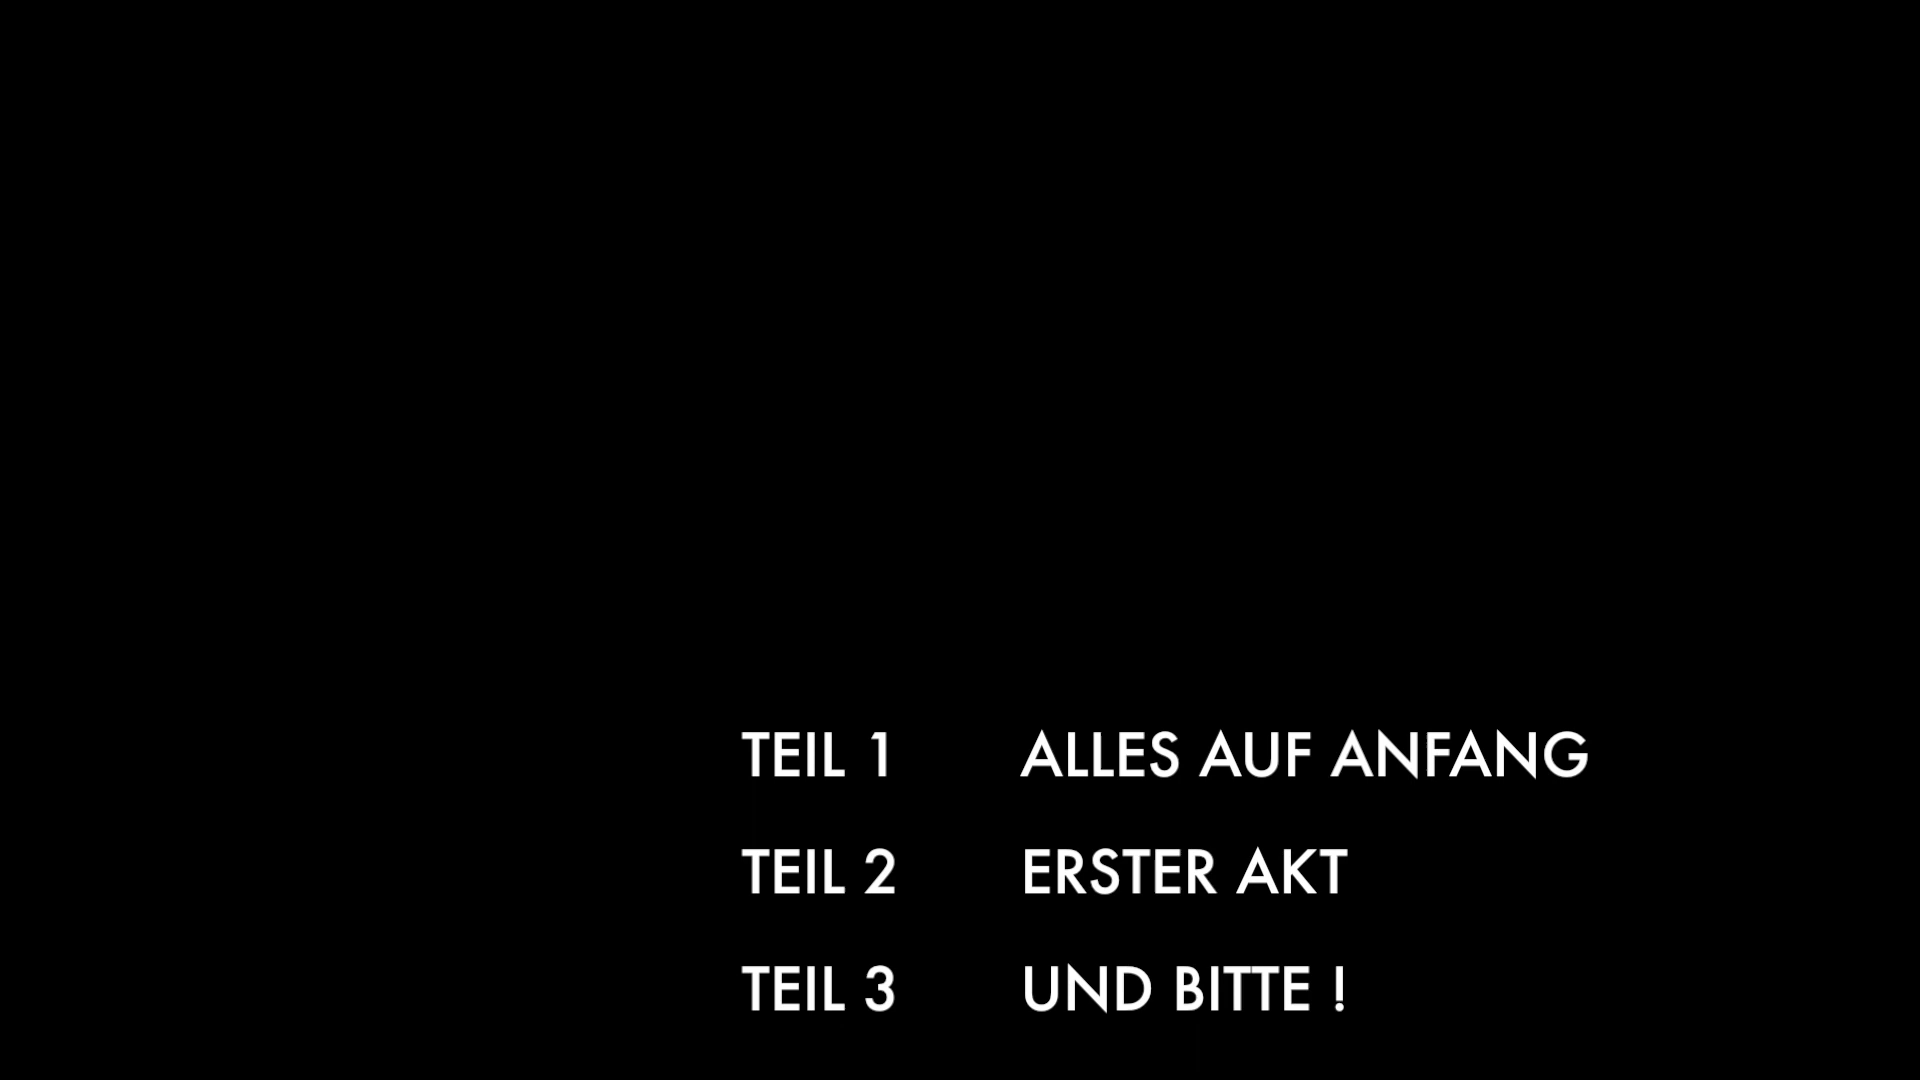 TEIL 1 ALLES AUF ANFANG
TEIL 2 ERSTER AKT
TEIL 3 UND BITTE !